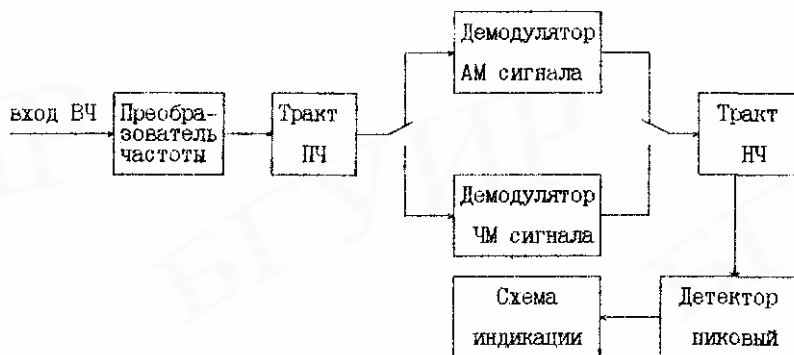 Демодулятор
АМ сигнала
вход ВЧ
Преобра-
зователь
частоты
Тракт
ПЧ
Тракт
НЧ
Демодулятор
ЧМ сигнала
Схема
индикации
Детектор
пиковый
БГУИР